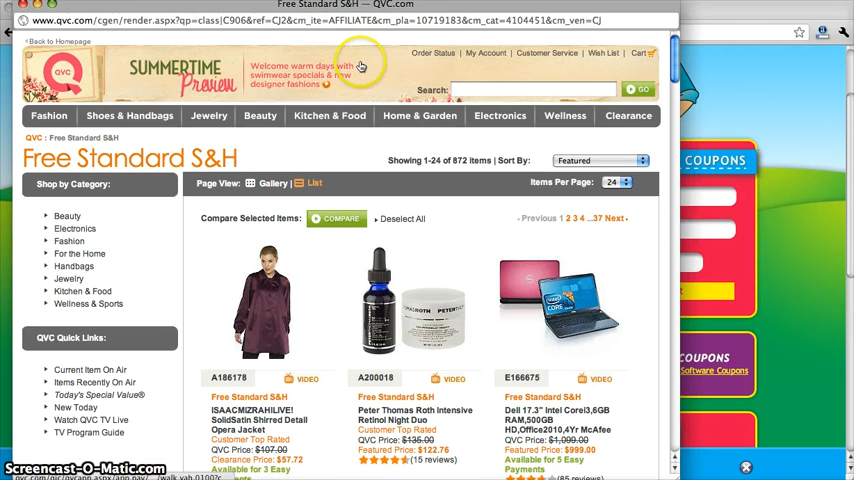 Free Standard S&H — QVC.com
www.qvc.com/cgen/render.aspx?qp=class|C906&ref=CJ2&cm_ite=AFFILIATE&cm_pla=10719183&cm_cat=4104451&cm_ven=CJ
‹ Back to Homepage
Order Status My Account Customer Service Wish List Cart
QVC
SUMMERTIME
Preview
Welcome warm days with
swimwear specials & new
designer fashions
Search: GO
Fashion Shoes & Handbags Jewelry Beauty Kitchen & Food Home & Garden Electronics Wellness Clearance
QVC : Free Standard S&H
Free Standard S&H
Showing 1-24 of 872 items Sort By: Featured
Shop by Category:
Beauty
Electronics
Fashion
For the Home
Handbags
Jewelry
Kitchen & Food
Wellness & Sports
QVC Quick Links:
Current Item On Air
Items Recently On Air
Today's Special Value®
New Today
Watch QVC TV Live
TV Program Guide
Page View: Gallery | List Items Per Page: 24
Compare Selected Items: COMPARE Deselect All ‹ Previous 1 2 3 4 ...37 Next ›
A186178 VIDEO
Free Standard S&H
ISAACMIZRAHILIVE!
SolidSatin Shirred Detail
Opera Jacket
Customer Top Rated
QVC Price: $107.00
Clearance Price: $57.72
Available for 3 Easy
A200018 VIDEO
Free Standard S&H
Peter Thomas Roth Intensive
Retinol Night Duo
Customer Top Rated
QVC Price: $135.00
Featured Price: $122.76
(15 reviews)
E166675 VIDEO
Free Standard S&H
Dell 17.3" Intel Corei3,6GB
RAM,500GB
HD,Office2010,4Yr McAfee
QVC Price: $1,099.00
Featured Price: $999.00
Available for 5 Easy
Payments
(85 reviews)
COUPONS
COUPONS
Software Coupons
Screencast-O-Matic.com